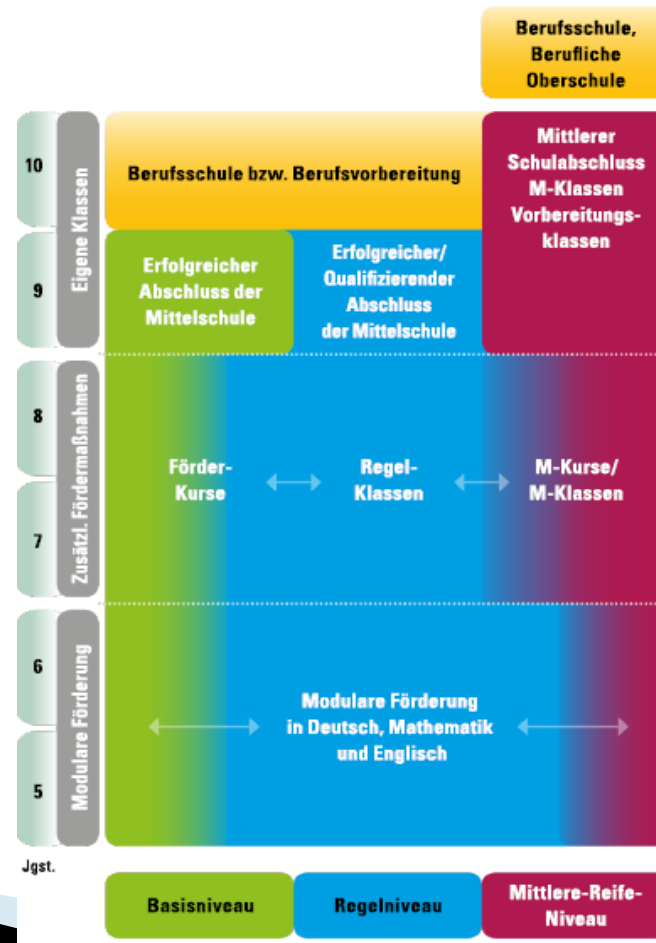 Berufsschule,
Berufliche
Oberschule
10
Eigene Klassen
Berufsschule bzw. Berufsvorbereitung
Mittlerer
Schulabschluss
M-Klassen
Vorbereitungs-
klassen
9
Erfolgreicher
Abschluss der
Mittelschule
Erfolgreicher/
Qualifizierender
Abschluss
der Mittelschule
8
Zusätzl. Fördermaßnahmen
Förder-
Kurse
Regel-
Klassen
M-Kurse/
M-Klassen
7
6
Modulare Förderung
Modulare Förderung
in Deutsch, Mathematik
und Englisch
5
Jgst.
Basisniveau
Regelniveau
Mittlere-Reife-
Niveau